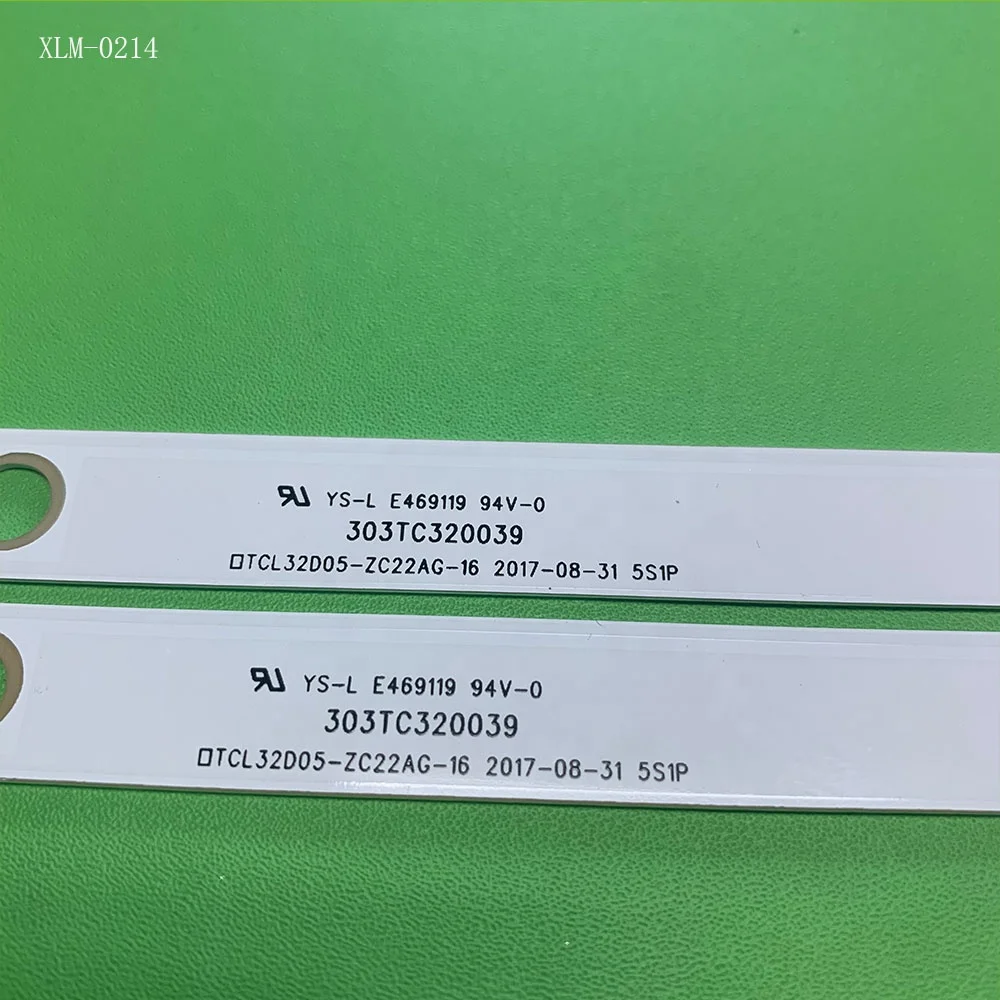 XLM-0214
YS-L E469119 94V-0
303TC320039
TCL32D05-ZC22AG-16 2017-08-31 5S1P
YS-L E469119 94V-0
303TC320039
TCL32D05-ZC22AG-16 2017-08-31 5S1P